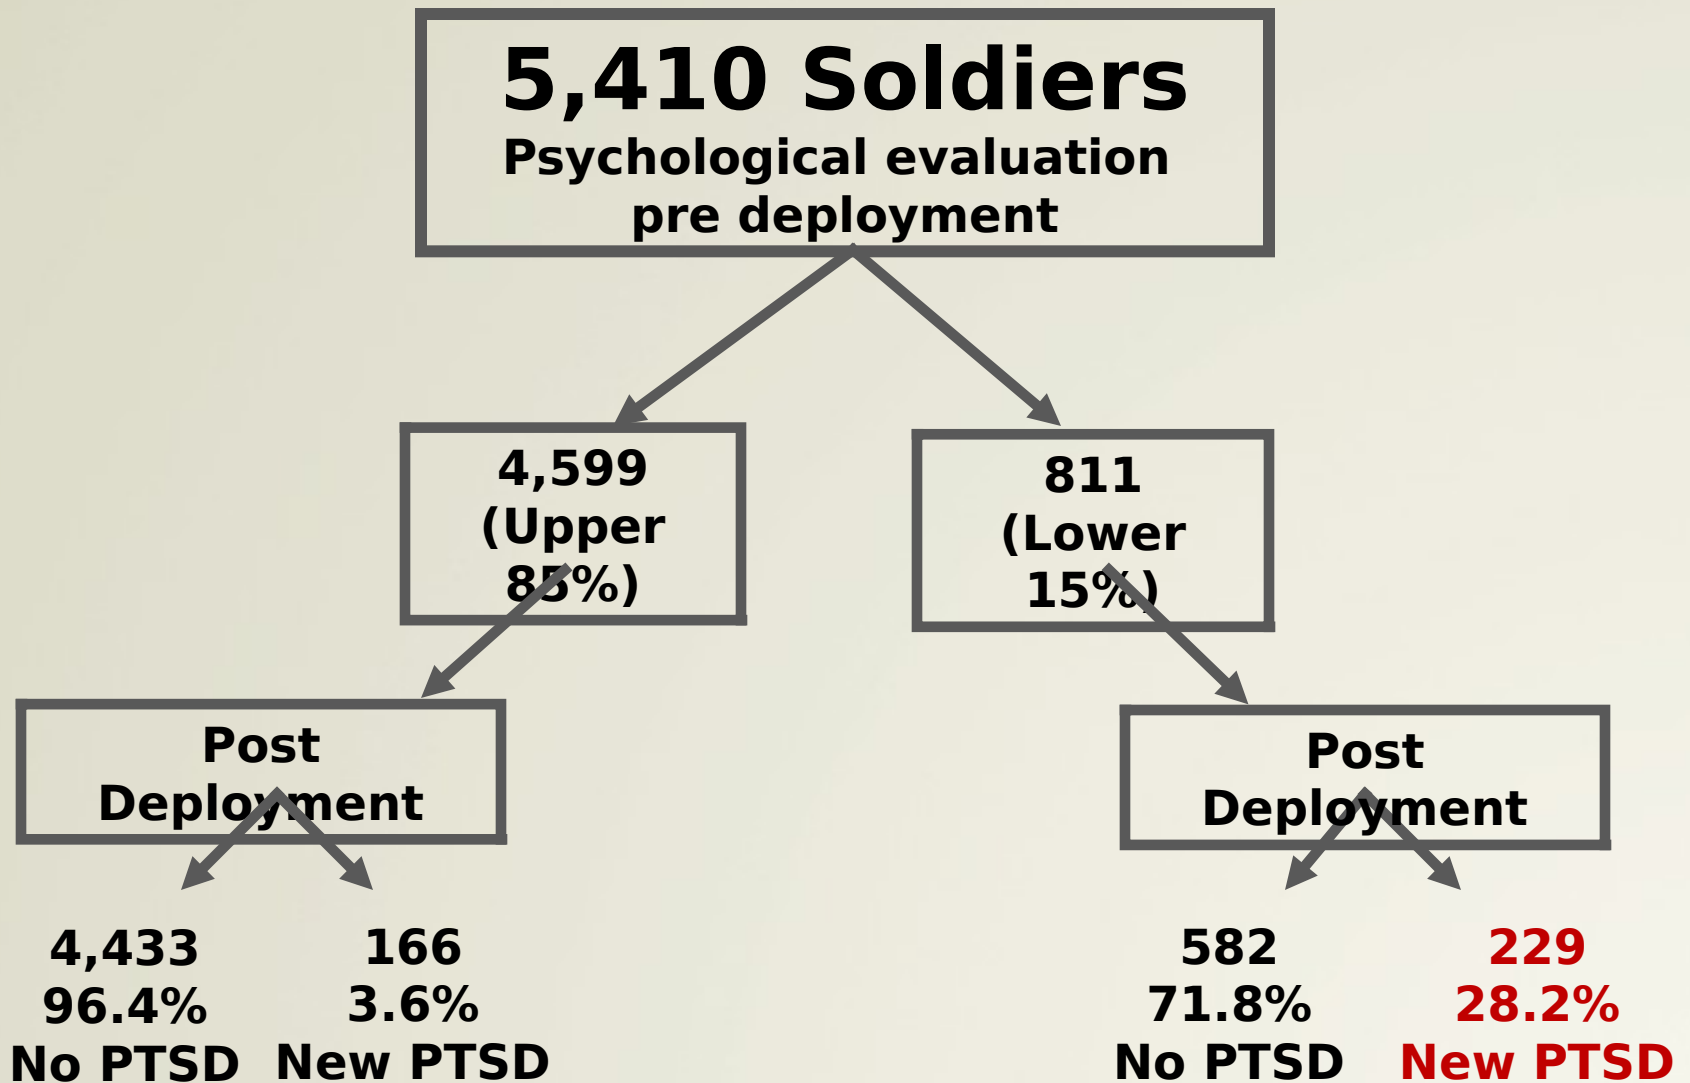 5,410 Soldiers
Psychological evaluation
pre deployment
4,599
(Upper
85%)
811
(Lower
15%)
Post
Deployment
Post
Deployment
4,433
96.4%
No PTSD
166
3.6%
New PTSD
582
71.8%
No PTSD
229
28.2%
New PTSD